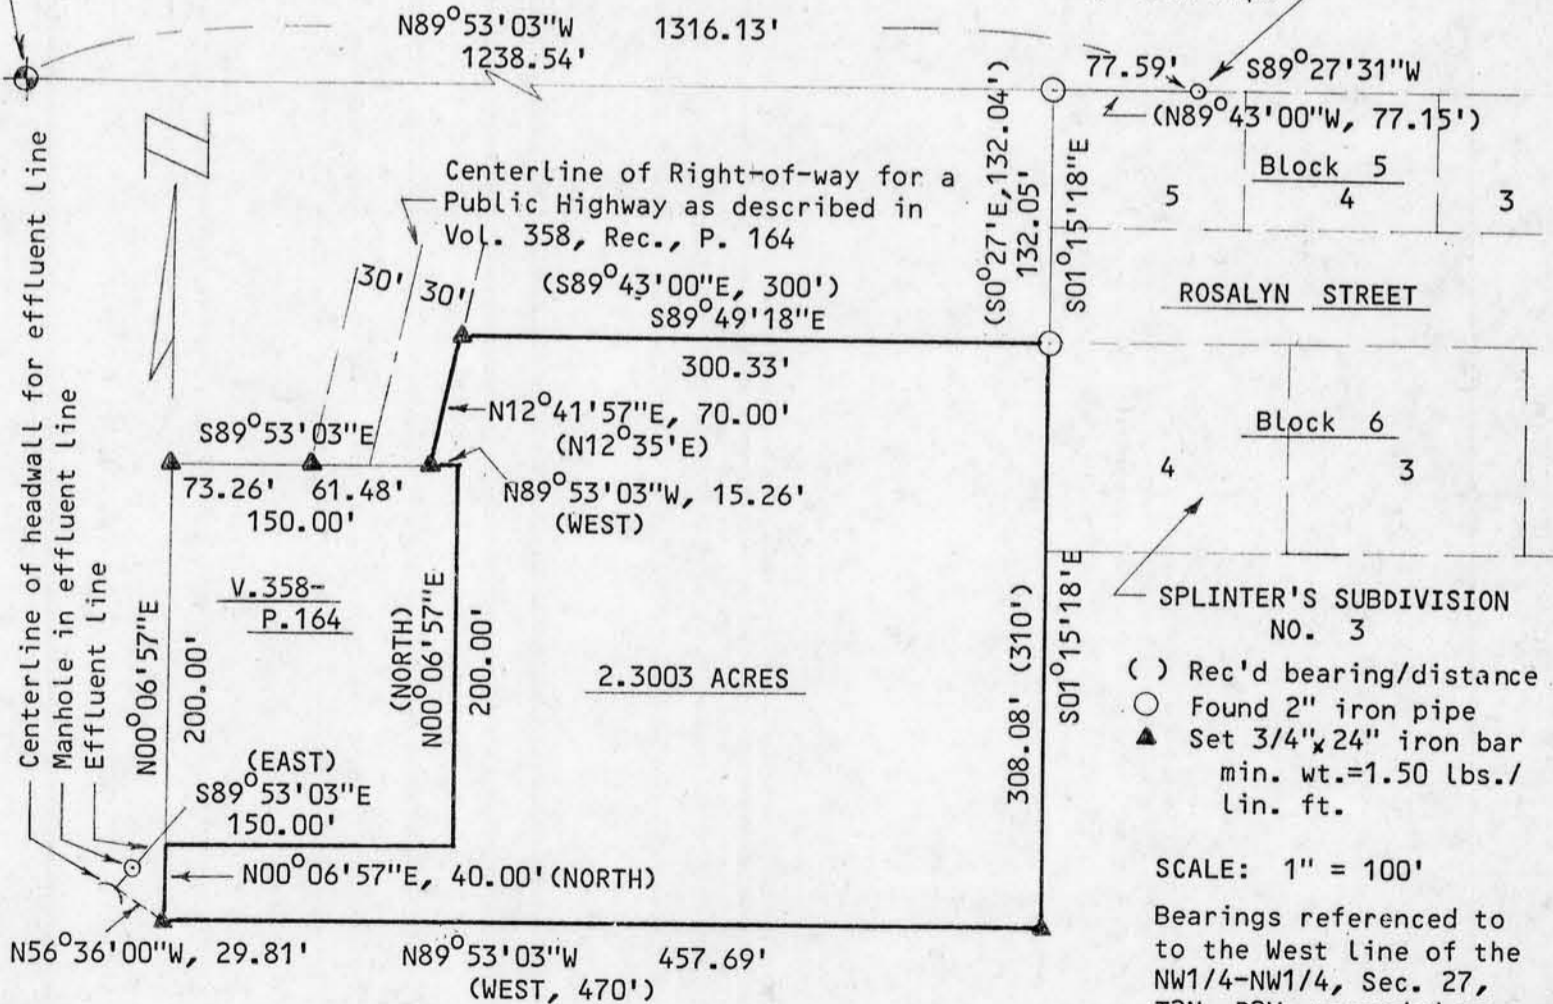 N89°53'03"W 1316.13'
1238.54'
77.59'
S89°27'31"W
(N89°43'00"W, 77.15')
Block 5
5 4 3
(S0°27'E,132.04')
132.05'
S01°15'18"E
Centerline of Right-of-way for a
Public Highway as described in
Vol. 358, Rec., P. 164
30' 30'
(S89°43'00"E, 300')
S89°49'18"E
300.33'
ROSALYN STREET
Block 6
4 3
N12°41'57"E, 70.00'
(N12°35'E)
S89°53'03"E
73.26' 61.48'
150.00'
N89°53'03"W, 15.26'
(WEST)
Centerline of headwall for effluent line
Manhole in effluent line
Effluent line
N00°06'57"E
200.00'
V.358-
P.164
(NORTH)
N00°06'57"E
200.00'
2.3003 ACRES
308.08' (310')
S01°15'18'E
SPLINTER'S SUBDIVISION
NO. 3
( ) Rec'd bearing/distance
Found 2" iron pipe
Set 3/4"x 24" iron bar
min. wt.=1.50 lbs./
lin. ft.
(EAST)
S89°53'03"E
150.00'
N00°06'57"E, 40.00'(NORTH)
N56°36'00"W, 29.81'
N89°53'03"W 457.69'
(WEST, 470')
SCALE: 1" = 100'
Bearings referenced to
to the West line of the
NW1/4-NW1/4, Sec. 27,